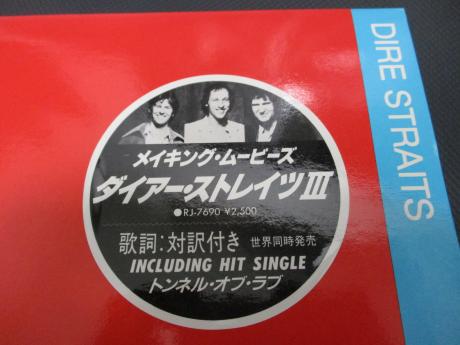 メイキング・ムービーズ
ダイアー・ストレイツIII
●RJ-7690 ¥2,500
歌詞:対訳付き 世界同時発売
INCLUDING HIT SINGLE
トンネル・オブ・ラブ
DIRE STRAITS